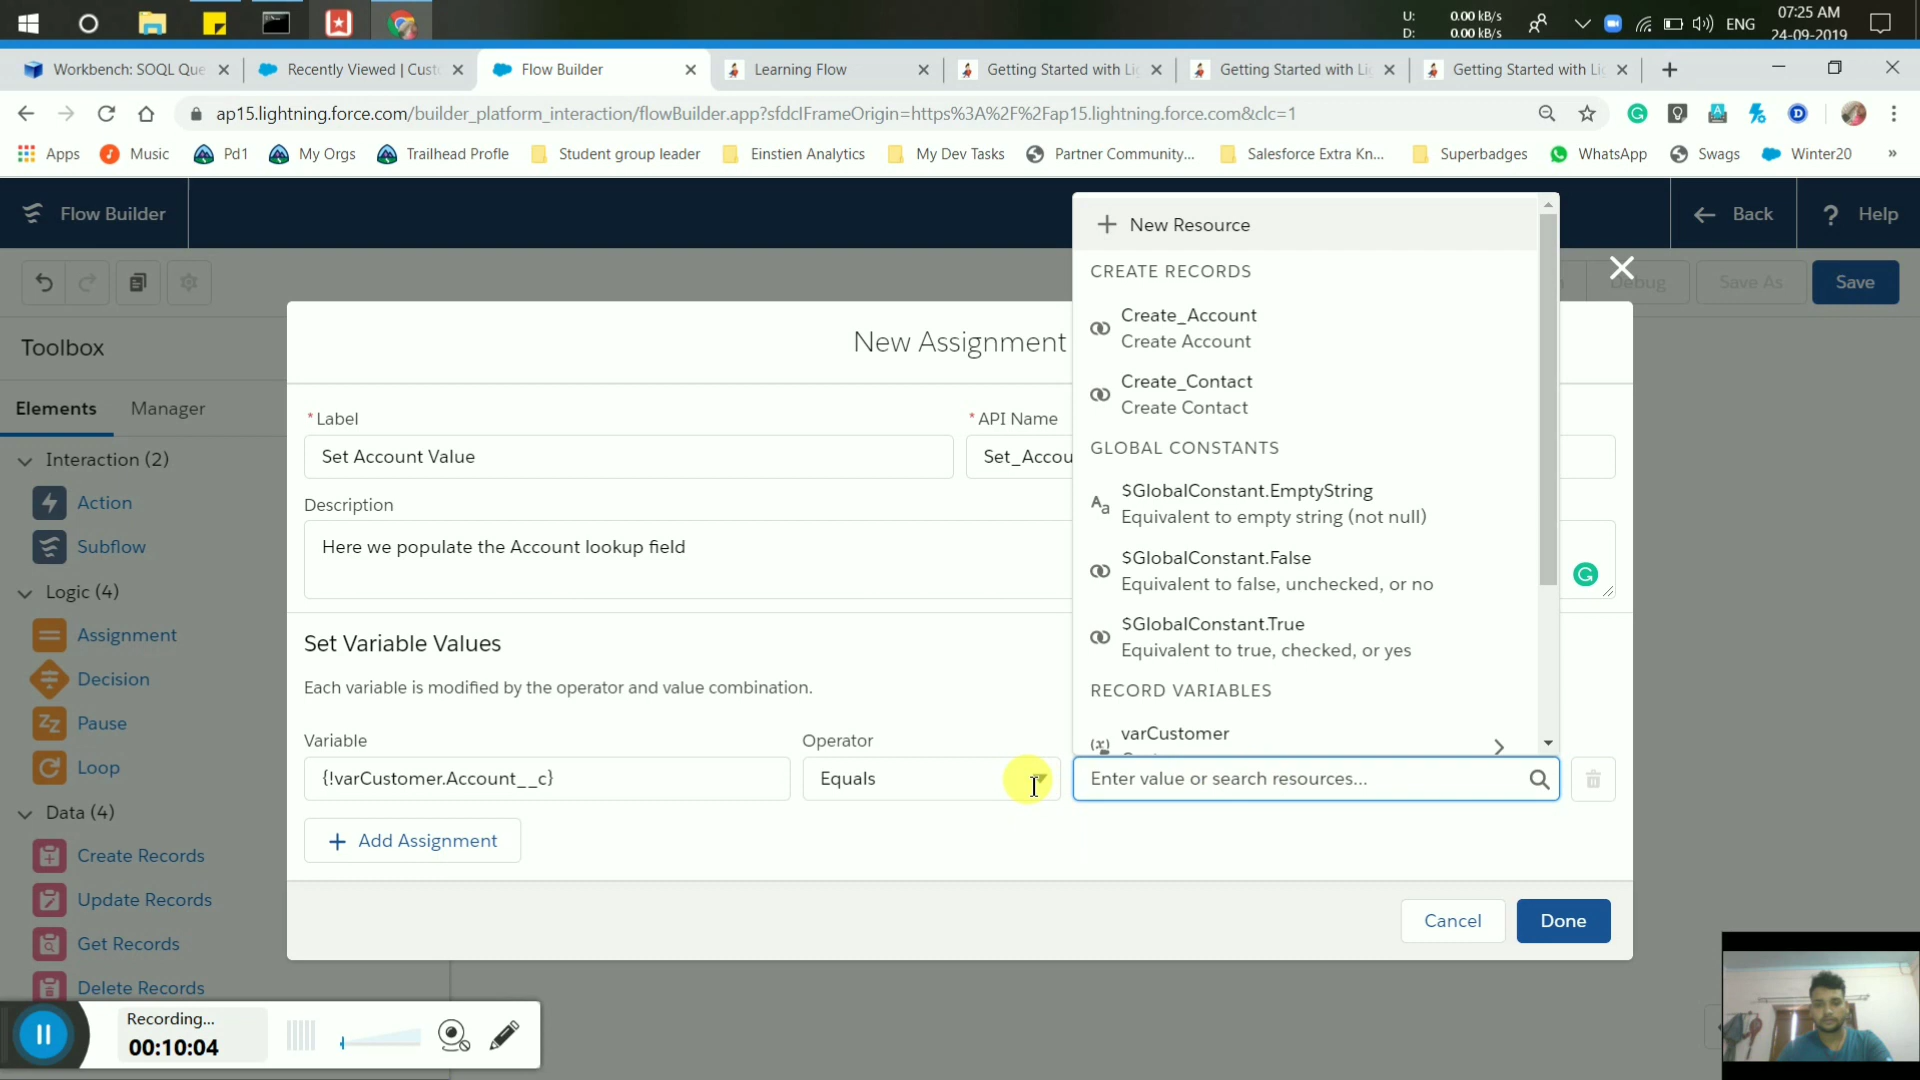 U: 0.00 kB/s
D: 0.00 kB/s
ENG
07:25 AM
24-09-2019
Workbench: SOQL Que
Recently Viewed | Cust
Flow Builder
Learning Flow
Getting Started with Li
Getting Started with Li
Getting Started with Li
ap15.lightning.force.com/builder_platform_interaction/flowBuilder.app?sfdcIFrameOrigin=https%3A%2F%2Fap15.lightning.force.com&clc=1
Apps
Music
Pd1
My Orgs
Trailhead Profle
Student group leader
Einstien Analytics
My Dev Tasks
Partner Community...
Salesforce Extra Kn...
Superbadges
WhatsApp
Swags
Winter20
»
Flow Builder
Back
? Help
Debug
Save As
Save
Toolbox
Elements
Manager
Interaction (2)
Action
Subflow
Logic (4)
Assignment
Decision
Pause
Loop
Data (4)
Create Records
Update Records
Get Records
Delete Records
New Assignment
* Label
Set Account Value
* API Name
Set_Accou
Description
Here we populate the Account lookup field
Set Variable Values
Each variable is modified by the operator and value combination.
Variable
{!varCustomer.Account__c}
Operator
Equals
Enter value or search resources...
+ Add Assignment
Cancel
Done
+ New Resource
CREATE RECORDS
Create_Account
Create Account
Create_Contact
Create Contact
GLOBAL CONSTANTS
Aa
$GlobalConstant.EmptyString
Equivalent to empty string (not null)
$GlobalConstant.False
Equivalent to false, unchecked, or no
$GlobalConstant.True
Equivalent to true, checked, or yes
RECORD VARIABLES
varCustomer
Recording...
00:10:04